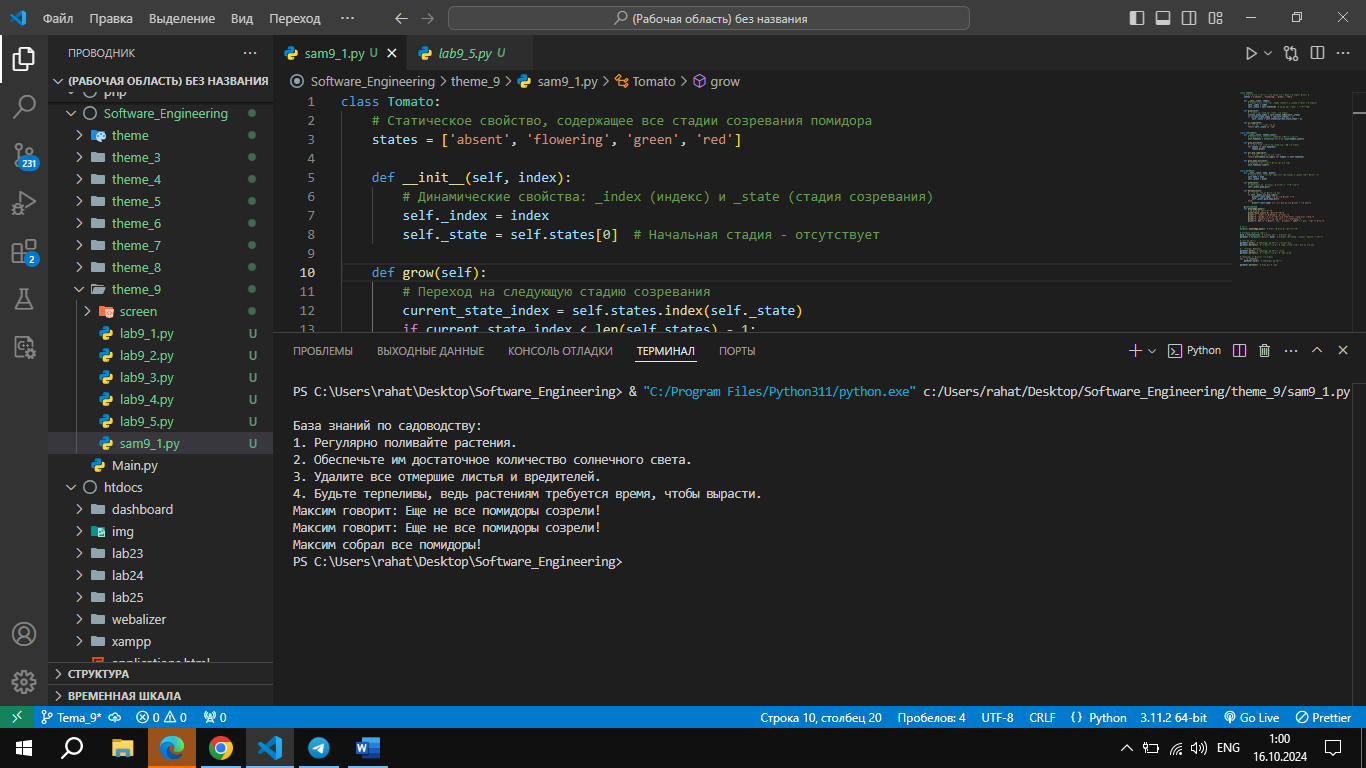 Файл Правка Выделение Вид Переход ···
(Рабочая область) без названия
ПРОВОДНИК ···
(РАБОЧАЯ ОБЛАСТЬ) БЕЗ НАЗВАНИЯ
php
Software_Engineering
theme
theme_3
theme_4
theme_5
theme_6
theme_7
theme_8
theme_9
screen
lab9_1.py U
lab9_2.py U
lab9_3.py U
lab9_4.py U
lab9_5.py U
sam9_1.py U
Main.py
htdocs
dashboard
img
lab23
lab24
lab25
webalizer
xampp
applications.html
СТРУКТУРА
ВРЕМЕННАЯ ШКАЛА
231
2
sam9_1.py U
lab9_5.py U
Software_Engineering > theme_9 > sam9_1.py > Tomato > grow
1 class Tomato:
2 # Статическое свойство, содержащее все стадии созревания помидора
3 states = ['absent', 'flowering', 'green', 'red']
4
5 def __init__(self, index):
6 # Динамические свойства: _index (индекс) и _state (стадия созревания)
7 self._index = index
8 self._state = self.states[0] # Начальная стадия - отсутствует
9
10 def grow(self):
11 # Переход на следующую стадию созревания
12 current_state_index = self.states.index(self._state)
13 if current_state_index < len(self.states) - 1:
ПРОБЛЕМЫ ВЫХОДНЫЕ ДАННЫЕ КОНСОЛЬ ОТЛАДКИ ТЕРМИНАЛ ПОРТЫ
Python
PS C:\Users\rahat\Desktop\Software_Engineering> & "C:/Program Files/Python311/python.exe" c:/Users/rahat/Desktop/Software_Engineering/theme_9/sam9_1.py
База знаний по садоводству:
1. Регулярно поливайте растения.
2. Обеспечьте им достаточное количество солнечного света.
3. Удалите все отмершие листья и вредителей.
4. Будьте терпеливы, ведь растениям требуется время, чтобы вырасти.
Максим говорит: Еще не все помидоры созрели!
Максим говорит: Еще не все помидоры созрели!
Максим собрал все помидоры!
PS C:\Users\rahat\Desktop\Software_Engineering>
Tema_9* 0 0 0
Строка 10, столбец 20 Пробелов: 4 UTF-8 CRLF Python 3.11.2 64-bit Go Live Prettier
ENG
1:00
16.10.2024